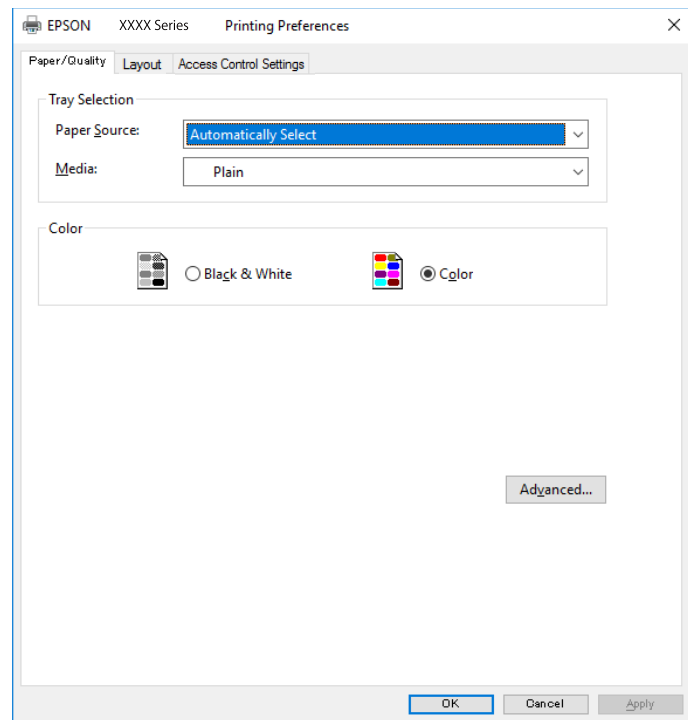 EPSON XXXX Series Printing Preferences
Paper/Quality Layout Access Control Settings
Tray Selection
Paper Source: Automatically Select
Media: Plain
Color
Black & White Color
Advanced...
OK Cancel Apply